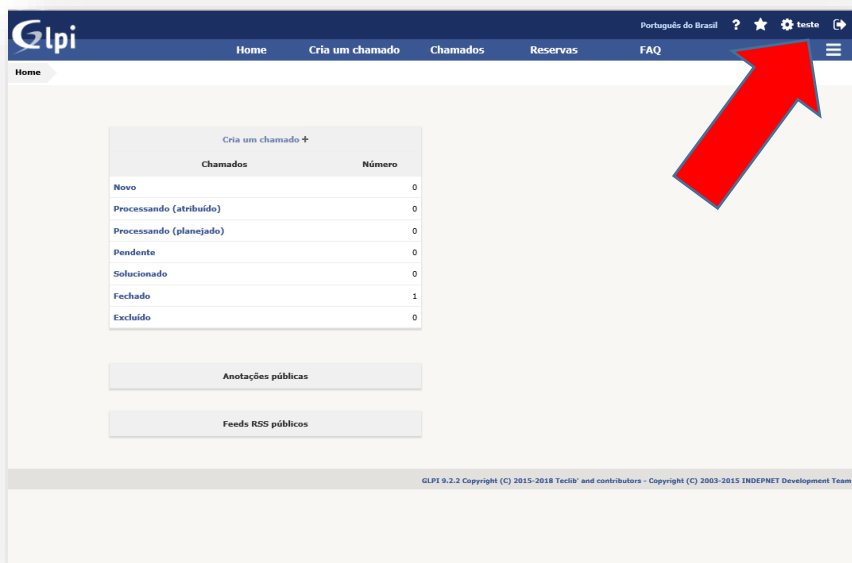 Glpi
Português do Brasil ? teste
Home Cria um chamado Chamados Reservas FAQ
Home
Cria um chamado +
Chamados Número
Novo 0
Processando (atribuído) 0
Processando (planejado) 0
Pendente 0
Solucionado 0
Fechado 1
Excluído 0
Anotações públicas
Feeds RSS públicos
GLPI 9.2.2 Copyright (C) 2015-2018 Teclib' and contributors - Copyright (C) 2003-2015 INDEPNET Development Team